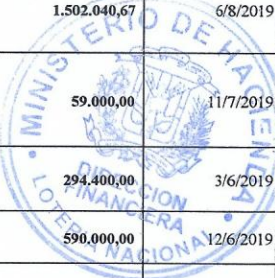 1.502.040,67 6/8/2019
59.000,00 11/7/2019
294.400,00 3/6/2019
590.000,00 12/6/2019
MINISTERIO DE HACIENDA
DIRECCION
FINANCIERA
LOTERIA NACIONAL